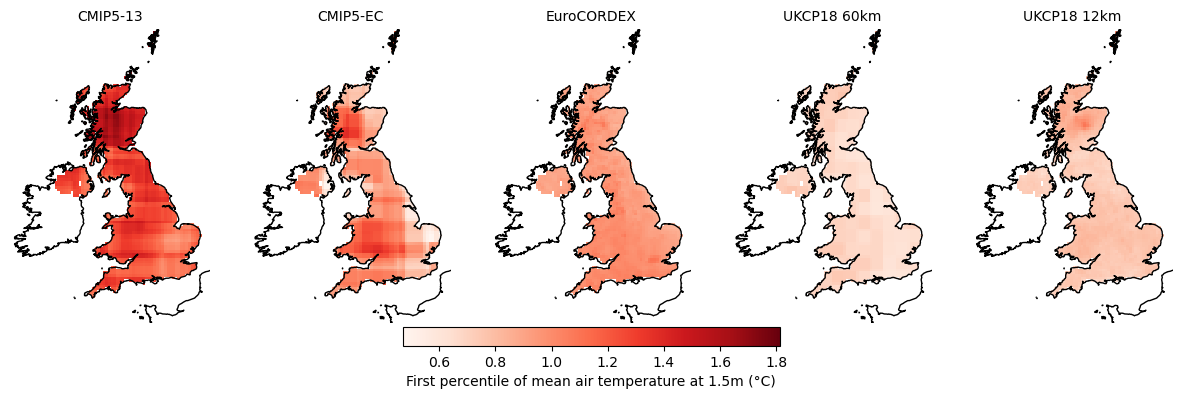 CMIP5-13 CMIP5-EC EuroCORDEX UKCP18 60km UKCP18 12km
0.6 0.8 1.0 1.2 1.4 1.6 1.8
First percentile of mean air temperature at 1.5m (°C)